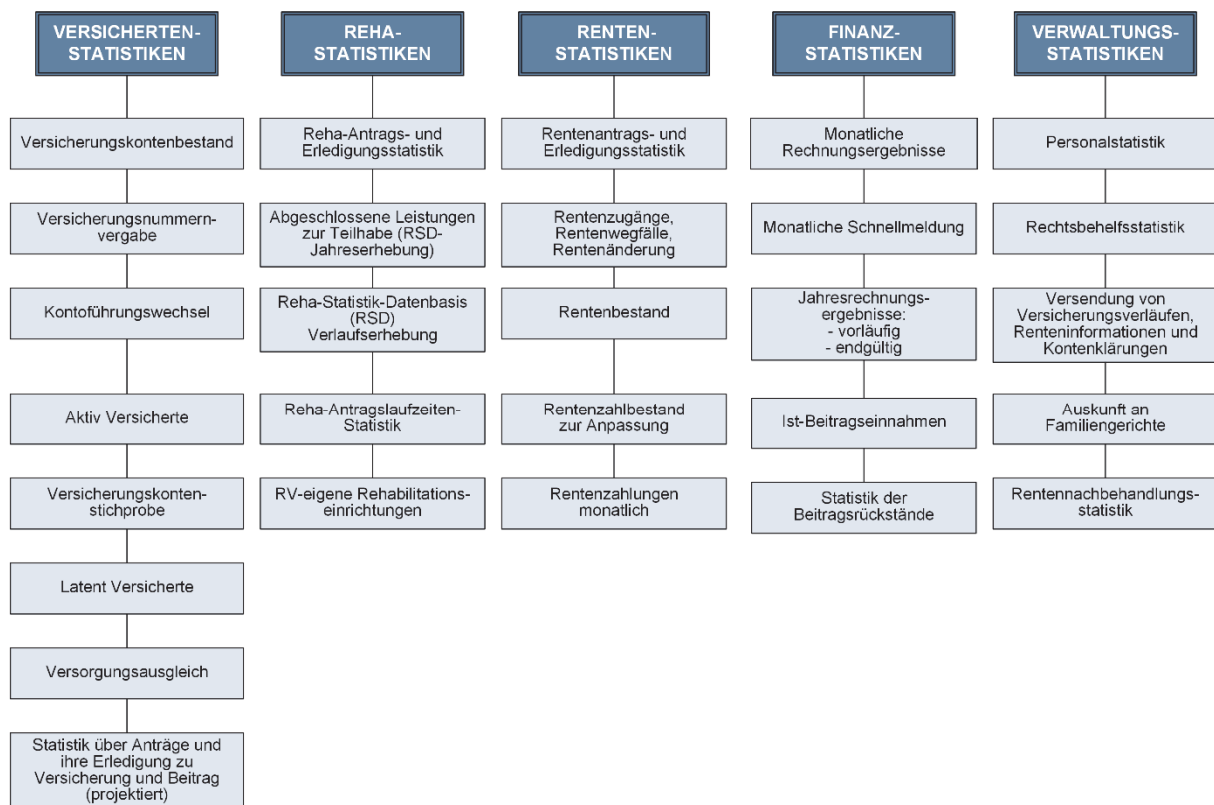 VERSICHERTEN-
STATISTIKEN
Versicherungskontenbestand
Versicherungsnummern-
vergabe
Kontoführungswechsel
Aktiv Versicherte
Versicherungskonten-
stichprobe
Latent Versicherte
Versorgungsausgleich
Statistik über Anträge und
ihre Erledigung zu
Versicherung und Beitrag
(projektiert)
REHA-
STATISTIKEN
Reha-Antrags- und
Erledigungsstatistik
Abgeschlossene Leistungen
zur Teilhabe (RSD-
Jahreserhebung)
Reha-Statistik-Datenbasis
(RSD)
Verlaufserhebung
Reha-Antragslaufzeiten-
Statistik
RV-eigene Rehabilitations-
einrichtungen
RENTEN-
STATISTIKEN
Rentenantrags- und
Erledigungsstatistik
Rentenzugänge,
Rentenwegfälle,
Rentenänderung
Rentenbestand
Rentenzahlbestand
zur Anpassung
Rentenzahlungen
monatlich
FINANZ-
STATISTIKEN
Monatliche
Rechnungsergebnisse
Monatliche Schnellmeldung
Jahresrechnungs-
ergebnisse:
- vorläufig
- endgültig
Ist-Beitragseinnahmen
Statistik der
Beitragsrückstände
VERWALTUNGS-
STATISTIKEN
Personalstatistik
Rechtsbehelfsstatistik
Versendung von
Versicherungsverläufen,
Renteninformationen und
Kontenklärungen
Auskunft an
Familiengerichte
Rentennachbehandlungs-
statistik